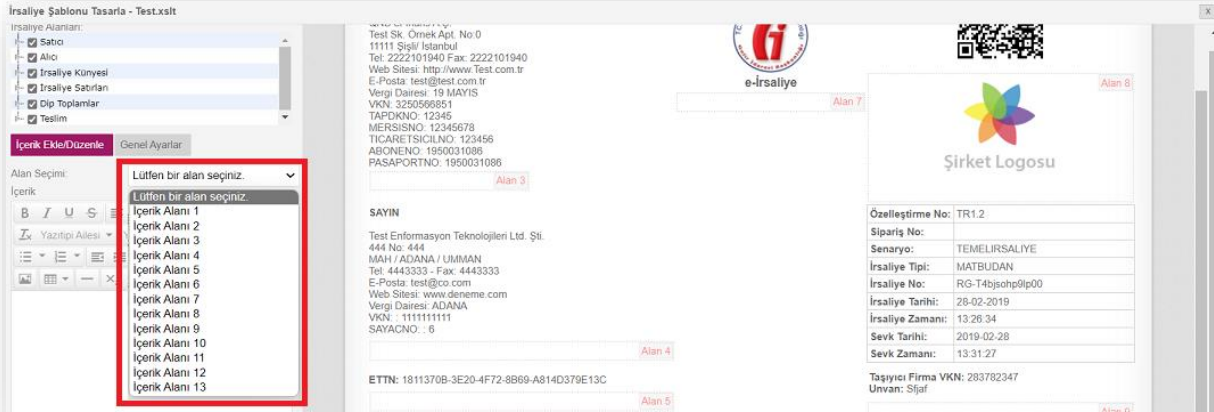 İrsaliye Şablonu Tasarla - Test.xslt
x
İrsaliye Alanları:
Satıcı
Alıcı
İrsaliye Künyesi
İrsaliye Satırları
Dip Toplamlar
Teslim
İçerik Ekle/Düzenle
Genel Ayarlar
Alan Seçimi:
Lütfen bir alan seçiniz.
İçerik
Lütfen bir alan seçiniz.
İçerik Alanı 1
İçerik Alanı 2
İçerik Alanı 3
İçerik Alanı 4
İçerik Alanı 5
İçerik Alanı 6
İçerik Alanı 7
İçerik Alanı 8
İçerik Alanı 9
İçerik Alanı 10
İçerik Alanı 11
İçerik Alanı 12
İçerik Alanı 13
B I U S
Yazıtipi Ailesi
Test Sk. Örnek Apt. No:0
11111 Şişli/ İstanbul
Tel: 2222101940 Fax: 2222101940
Web Sitesi: http://www.Test.com.tr
E-Posta: test@test.com.tr
Vergi Dairesi: 19 MAYIS
VKN: 3250566851
TAPDKNO: 12345
MERSISNO: 12345678
TICARETSICILNO: 123456
ABONENO: 1950031086
PASAPORTNO: 1950031086
Alan 3
SAYIN
Test Enformasyon Teknolojileri Ltd. Şti.
444 No: 444
MAH / ADANA / UMMAN
Tel: 4443333 - Fax: 4443333
E-Posta: test@co.com
Web Sitesi: www.deneme.com
Vergi Dairesi: ADANA
VKN: : 1111111111
SAYACNO: : 6
Alan 4
ETTN: 1811370B-3E20-4F72-8B69-A814D379E13C
Alan 5
e-İrsaliye
Alan 7
Alan 8
Şirket Logosu
Özelleştirme No: TR1.2
Sipariş No:
Senaryo: TEMELIRSALIYE
İrsaliye Tipi: MATBUDAN
İrsaliye No: RG-T4bjsohp9lp00
İrsaliye Tarihi: 28-02-2019
İrsaliye Zamanı: 13:26:34
Sevk Tarihi: 2019-02-28
Sevk Zamanı: 13:31:27
Taşıyıcı Firma VKN: 283782347
Unvan: Sfjaf
Alan 9